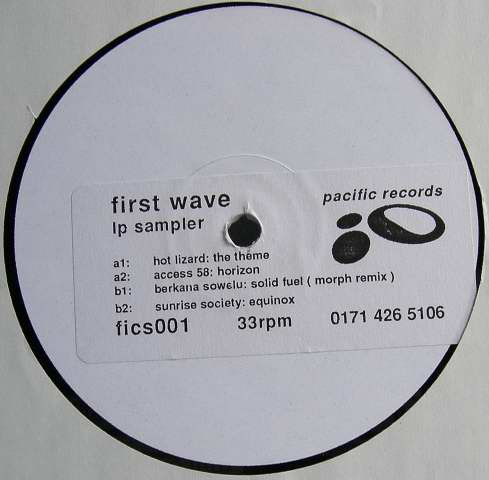 first wave
lp sampler
pacific records
a1: hot lizard: the theme
a2: access 58: horizon
b1: berkana sowelu: solid fuel ( morph remix )
b2: sunrise society: equinox
fics001 33rpm 0171 426 5106